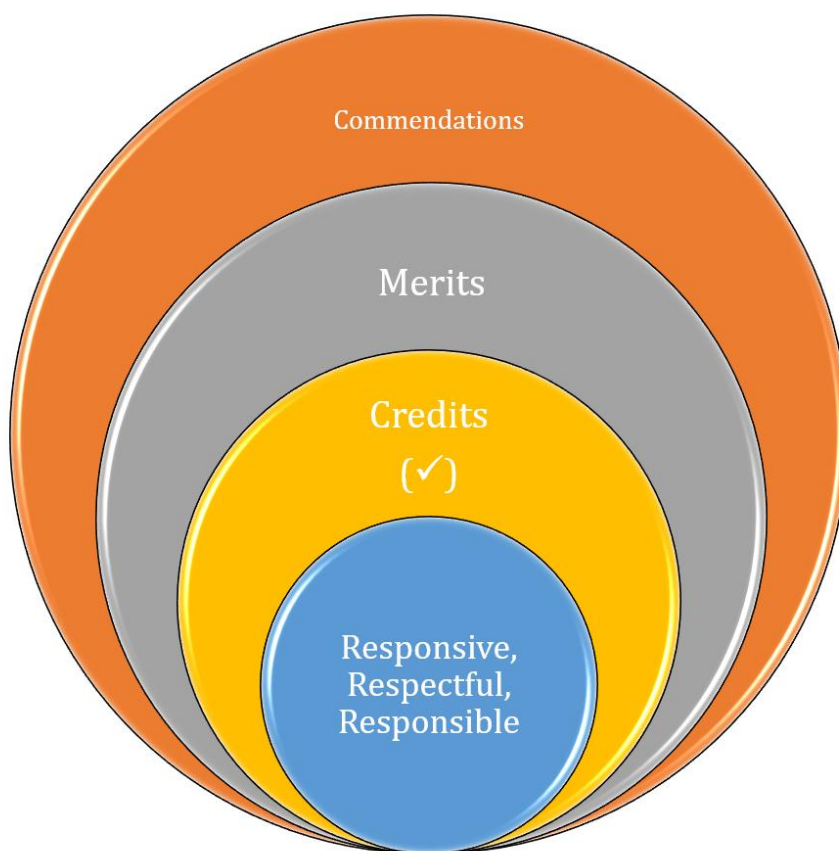 Commendations
Merits
Credits
(✓)
Responsive,
Respectful,
Responsible